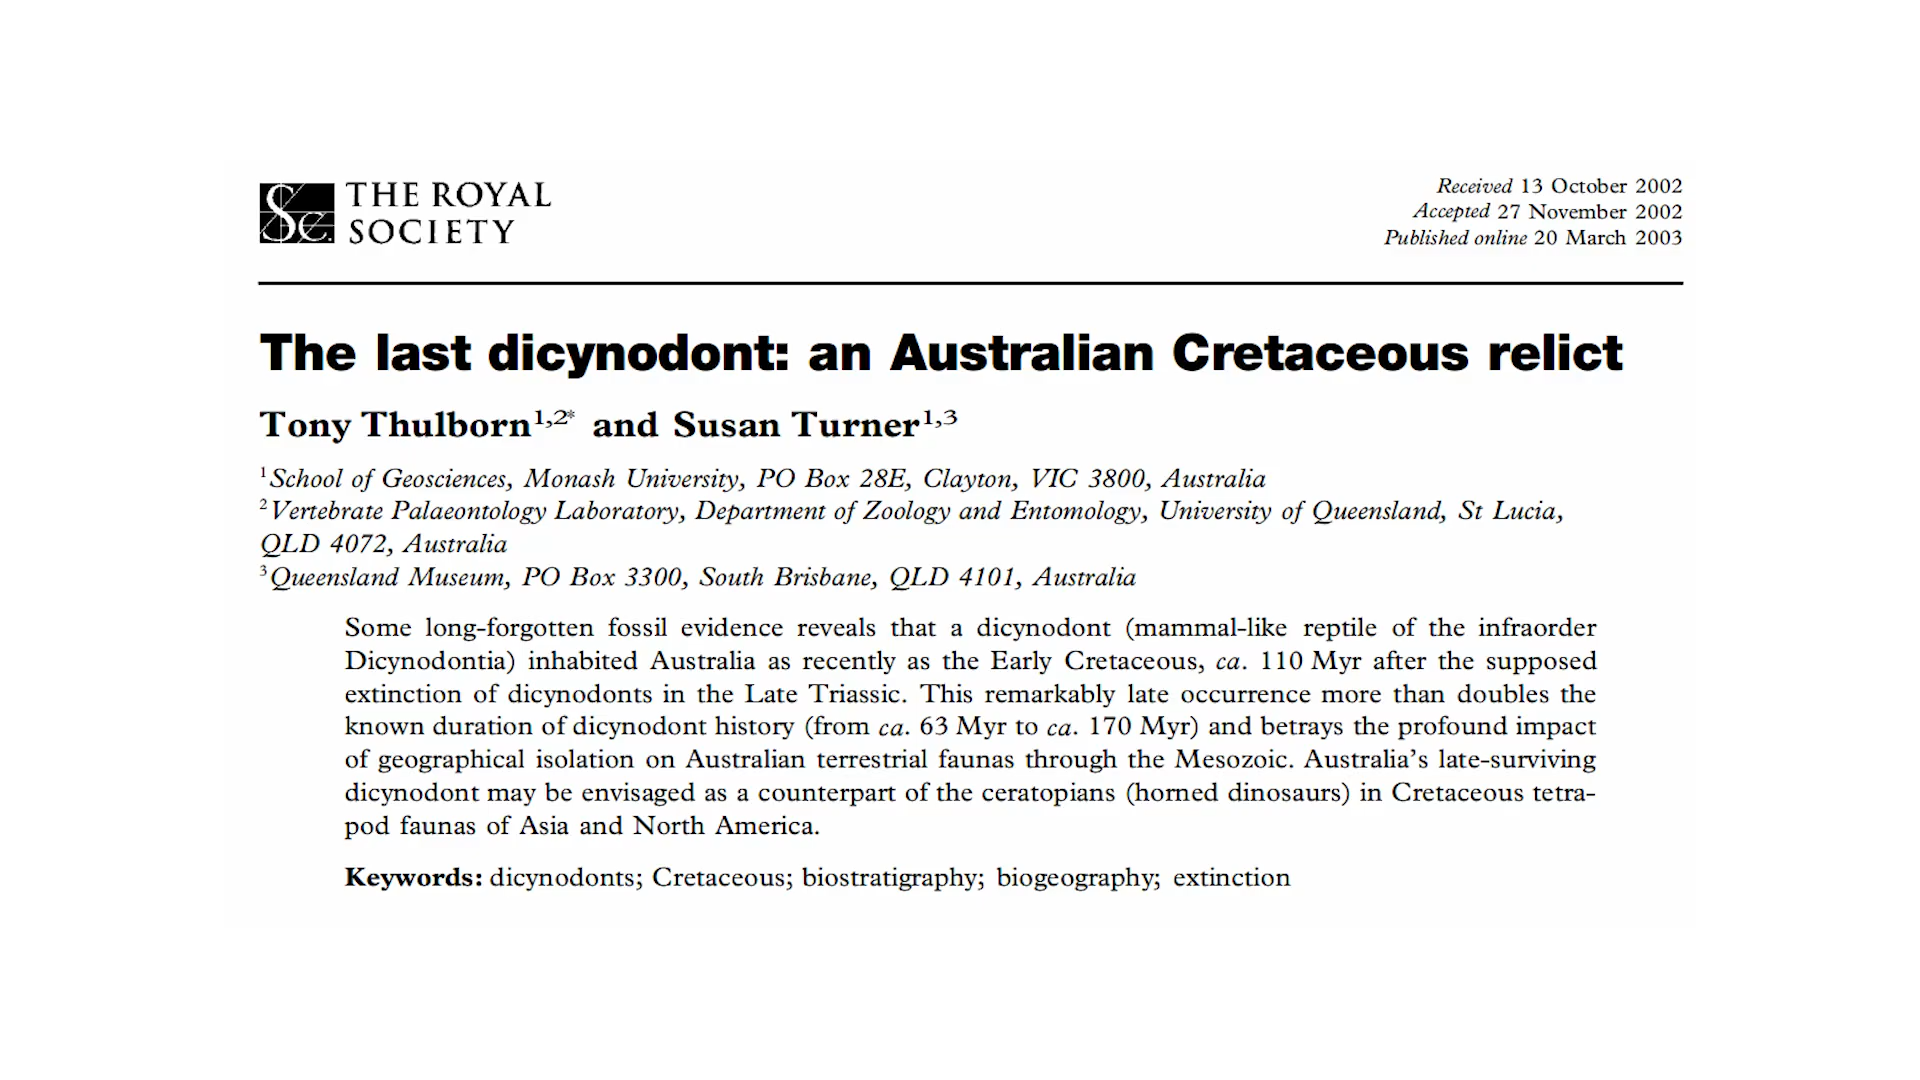 THE ROYAL
SOCIETY
Received 13 October 2002
Accepted 27 November 2002
Published online 20 March 2003
The last dicynodont: an Australian Cretaceous relict
Tony Thulborn1,2* and Susan Turner1,3
1School of Geosciences, Monash University, PO Box 28E, Clayton, VIC 3800, Australia
2Vertebrate Palaeontology Laboratory, Department of Zoology and Entomology, University of Queensland, St Lucia,
QLD 4072, Australia
3Queensland Museum, PO Box 3300, South Brisbane, QLD 4101, Australia
Some long-forgotten fossil evidence reveals that a dicynodont (mammal-like reptile of the infraorder
Dicynodontia) inhabited Australia as recently as the Early Cretaceous, ca. 110 Myr after the supposed
extinction of dicynodonts in the Late Triassic. This remarkably late occurrence more than doubles the
known duration of dicynodont history (from ca. 63 Myr to ca. 170 Myr) and betrays the profound impact
of geographical isolation on Australian terrestrial faunas through the Mesozoic. Australia's late-surviving
dicynodont may be envisaged as a counterpart of the ceratopians (horned dinosaurs) in Cretaceous tetra-
pod faunas of Asia and North America.
Keywords: dicynodonts; Cretaceous; biostratigraphy; biogeography; extinction